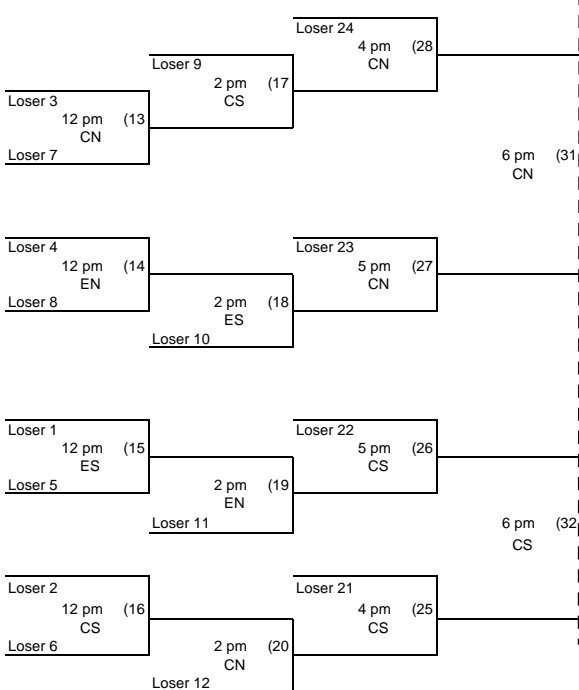 Loser 24
4 pm (28
CN
Loser 9
2 pm (17
CS
Loser 3
12 pm (13
CN
Loser 7
6 pm (31
CN
Loser 4
12 pm (14
EN
Loser 8
Loser 23
5 pm (27
CN
2 pm (18
ES
Loser 10
Loser 1
12 pm (15
ES
Loser 5
Loser 22
5 pm (26
CS
2 pm (19
EN
Loser 11
6 pm (32
CS
Loser 2
12 pm (16
CS
Loser 6
Loser 21
4 pm (25
CS
2 pm (20
CN
Loser 12